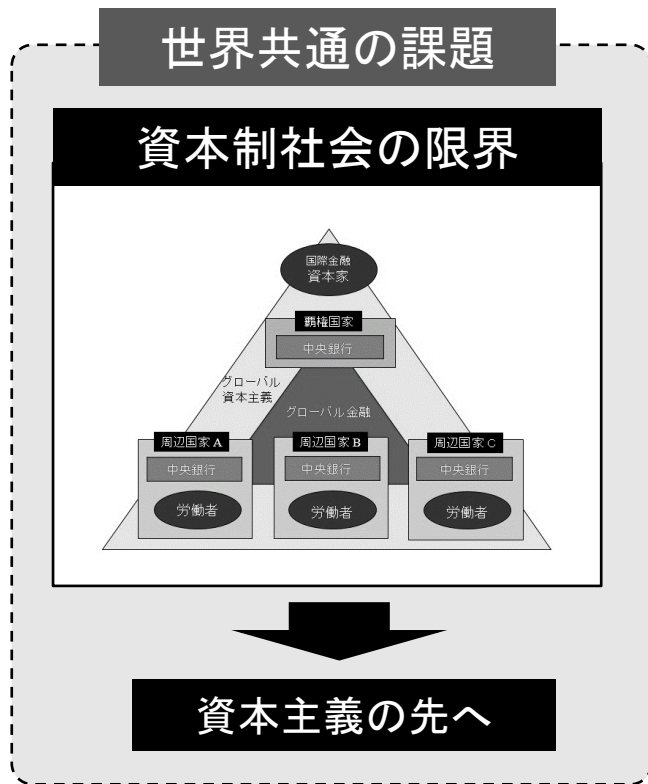 世界共通の課題
資本制社会の限界
国際金融
資本家
覇権国家
中央銀行
グローバル
資本主義
グローバル金融
周辺国家 A
周辺国家 B
周辺国家 C
中央銀行
中央銀行
中央銀行
労働者
労働者
労働者
資本主義の先へ